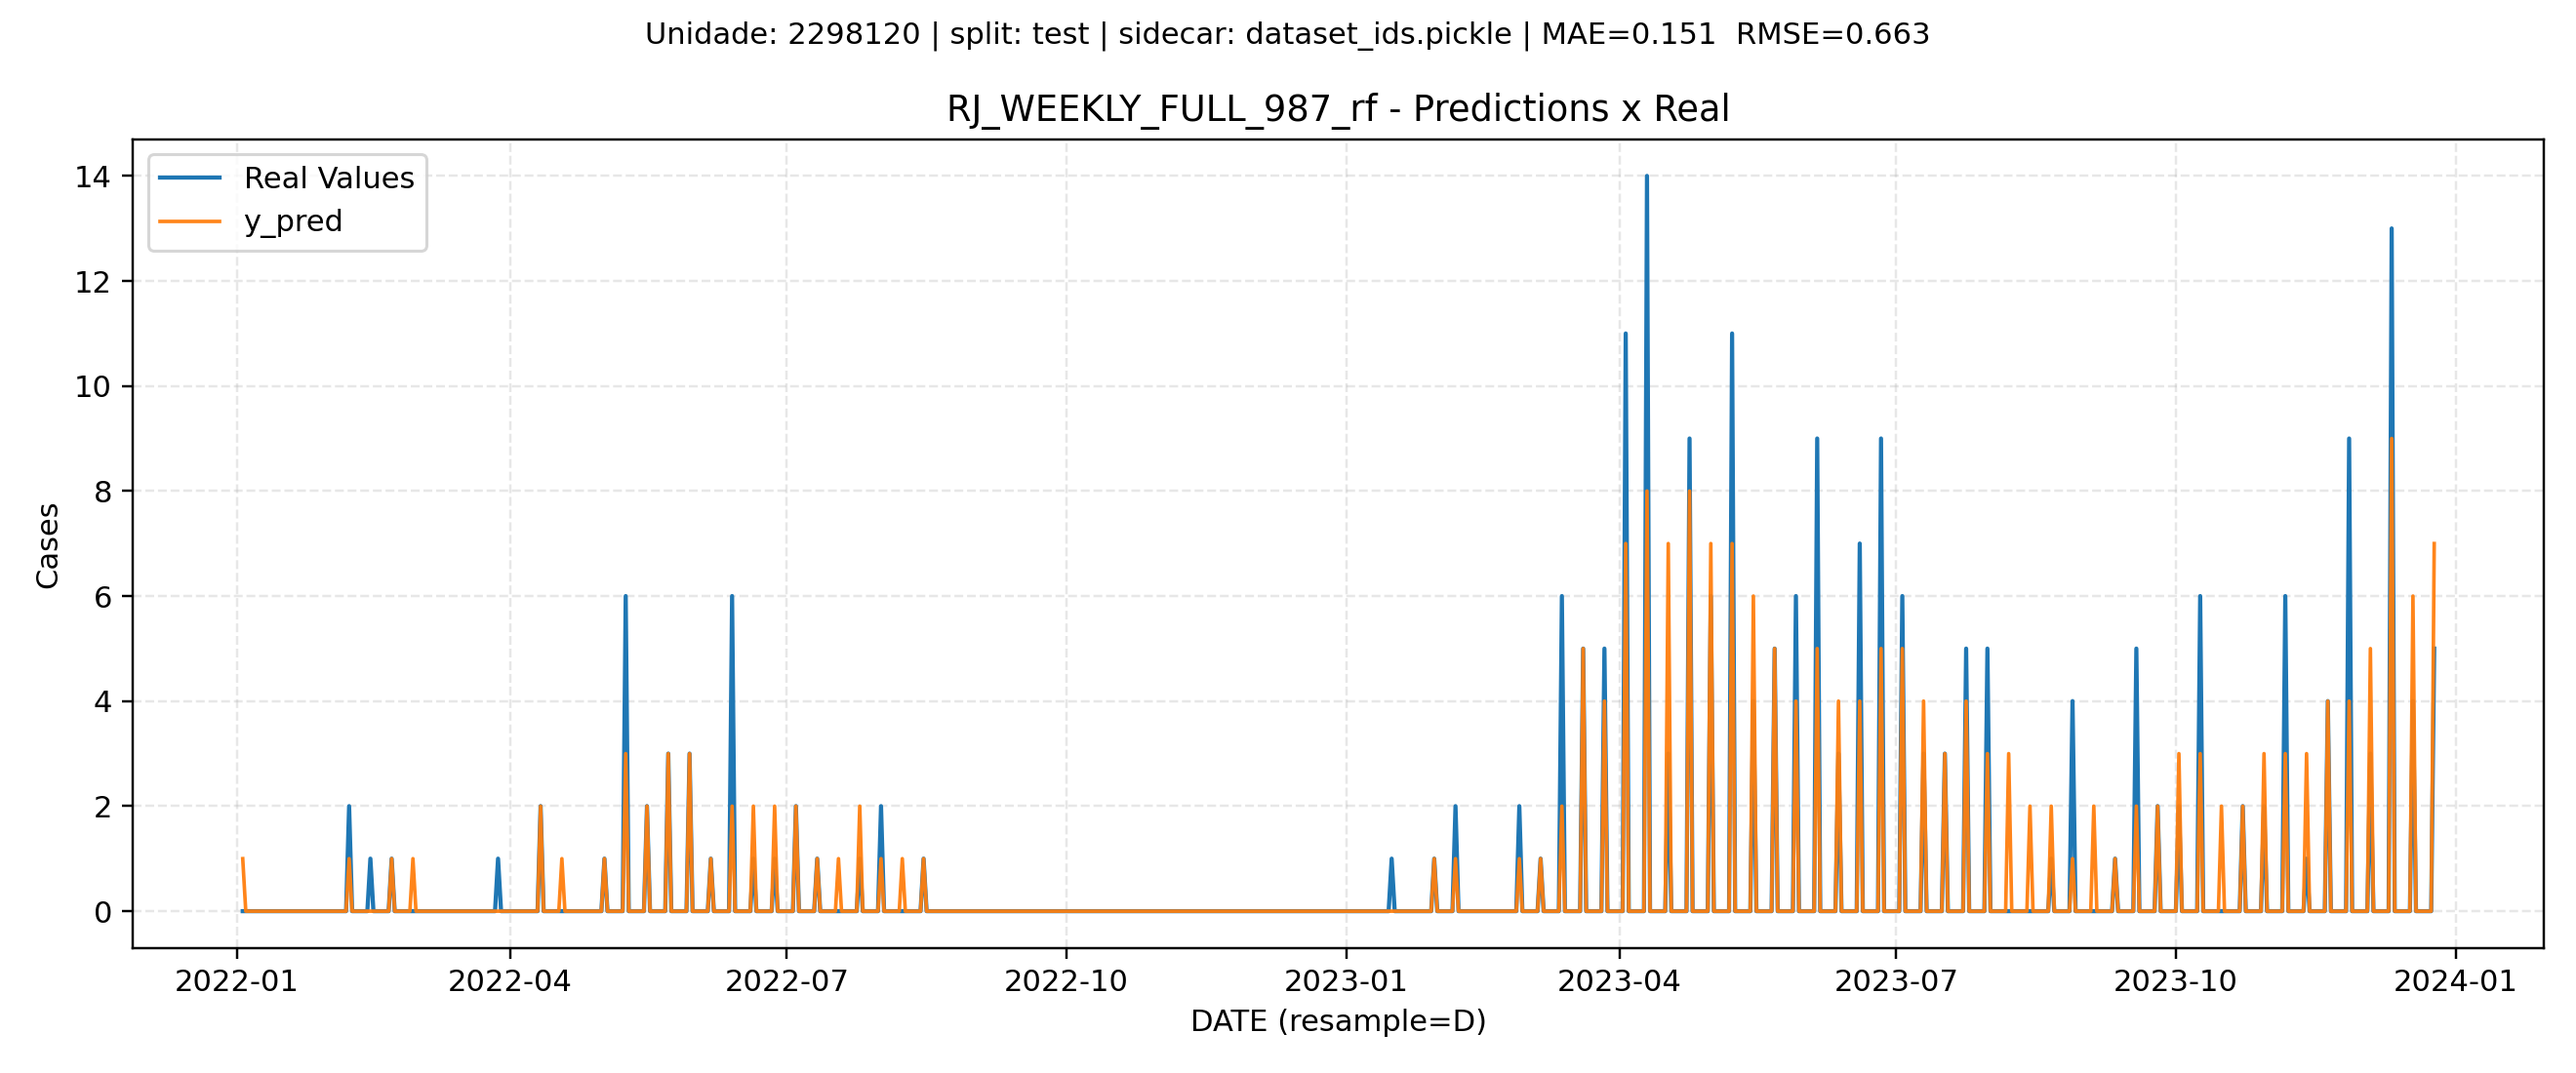 Unidade: 2298120 | split: test | sidecar: dataset_ids.pickle | MAE=0.151  RMSE=0.663
RJ_WEEKLY_FULL_987_rf - Predictions x Real
Real Values
y_pred
14
12
10
8
6
4
2
0
Cases
2022-01
2022-04
2022-07
2022-10
2023-01
2023-04
2023-07
2023-10
2024-01
DATE (resample=D)